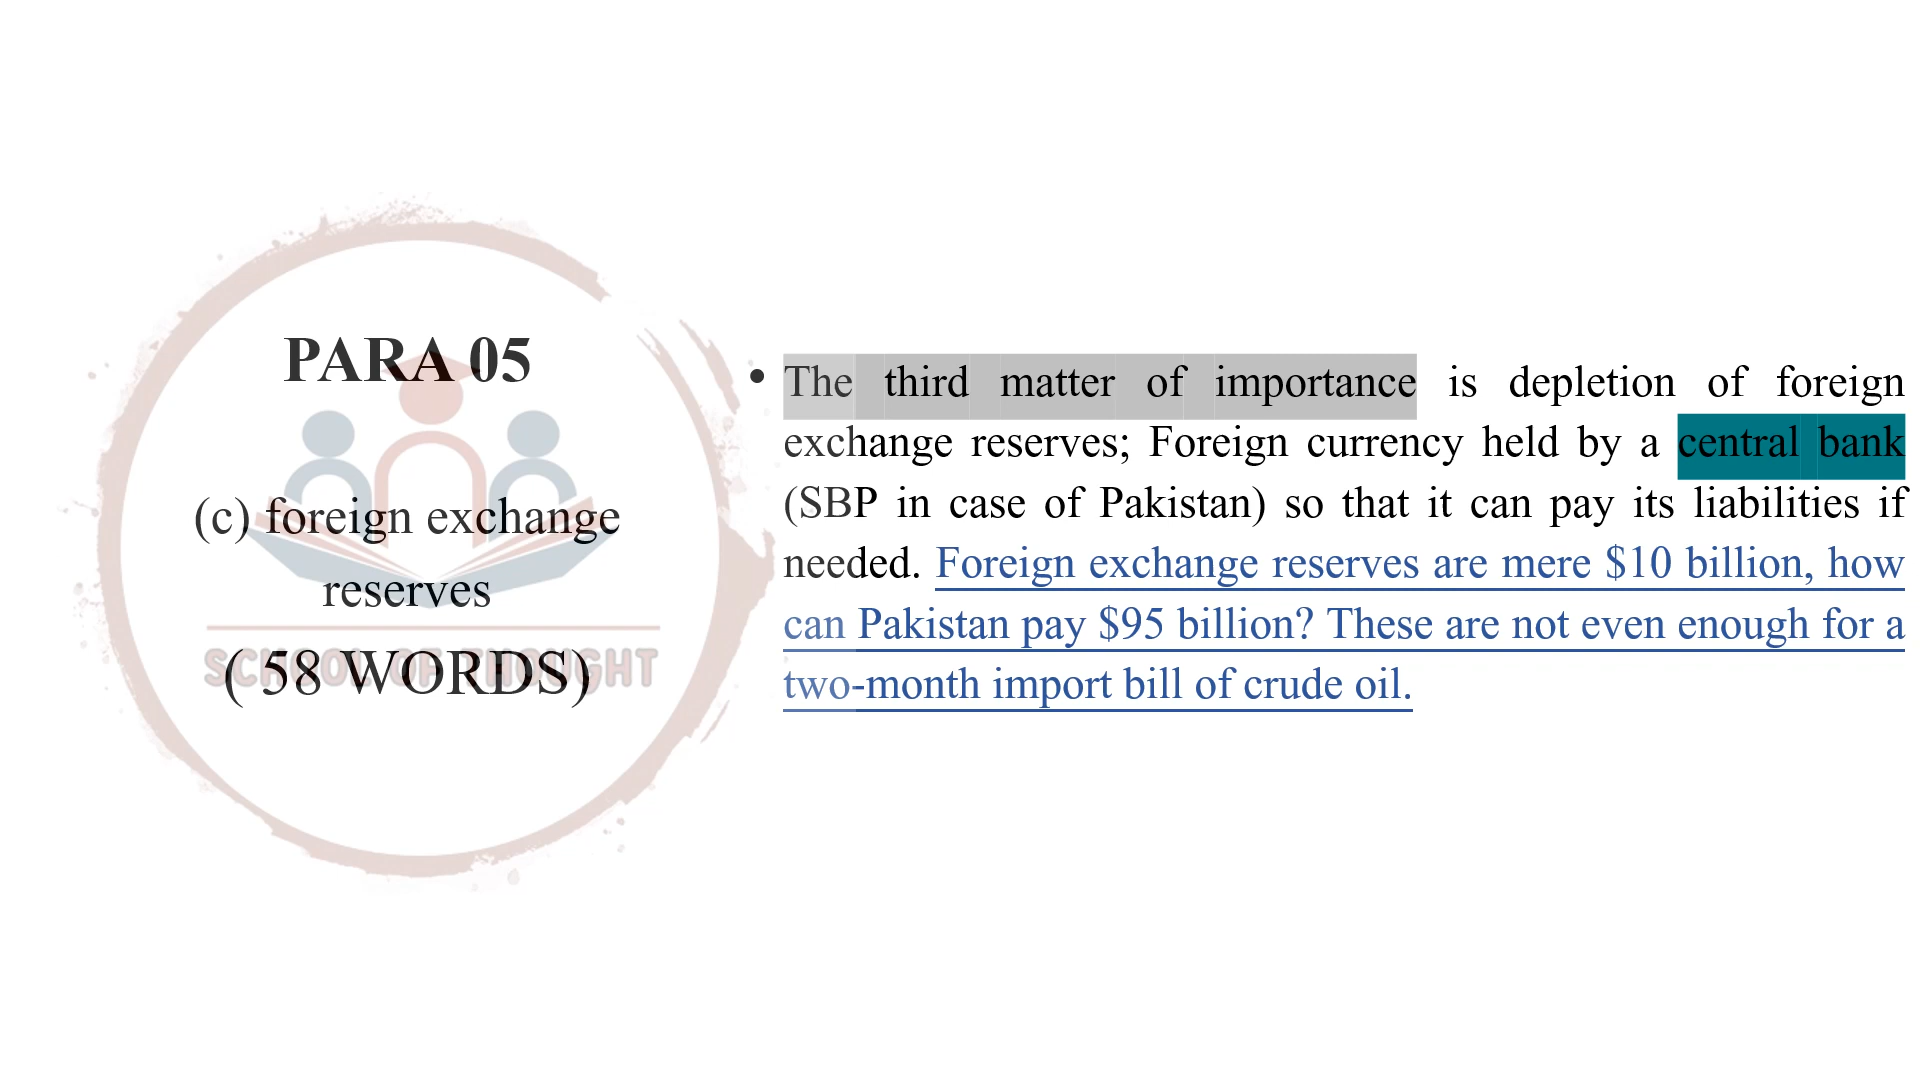 PARA 05
(c) foreign exchange
reserves
( 58 WORDS)
SCHOOL OF THOUGHT
• The third matter of importance is depletion of foreign
exchange reserves; Foreign currency held by a central bank
(SBP in case of Pakistan) so that it can pay its liabilities if
needed. Foreign exchange reserves are mere $10 billion, how
can Pakistan pay $95 billion? These are not even enough for a
two-month import bill of crude oil.